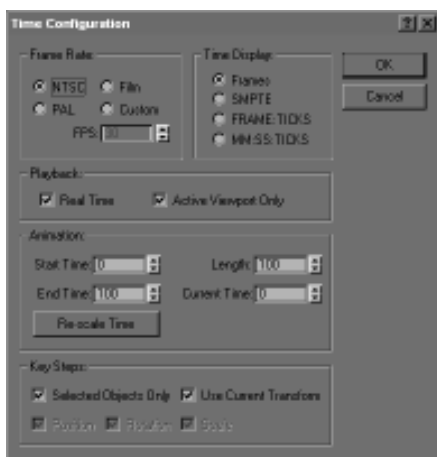 Time Configuration
Frame Rate:
NTSC Film
PAL Custom
FPS: 30
Time Display:
Frames
SMPTE
FRAME:TICKS
MM:SS:TICKS
OK
Cancel
Playback:
Real Time Active Viewport Only
Animation:
Start Time: 0 Length: 100
End Time: 100 Current Time: 0
Re-scale Time
Key Steps:
Selected Objects Only Use Current Transform
Position Rotation Scale